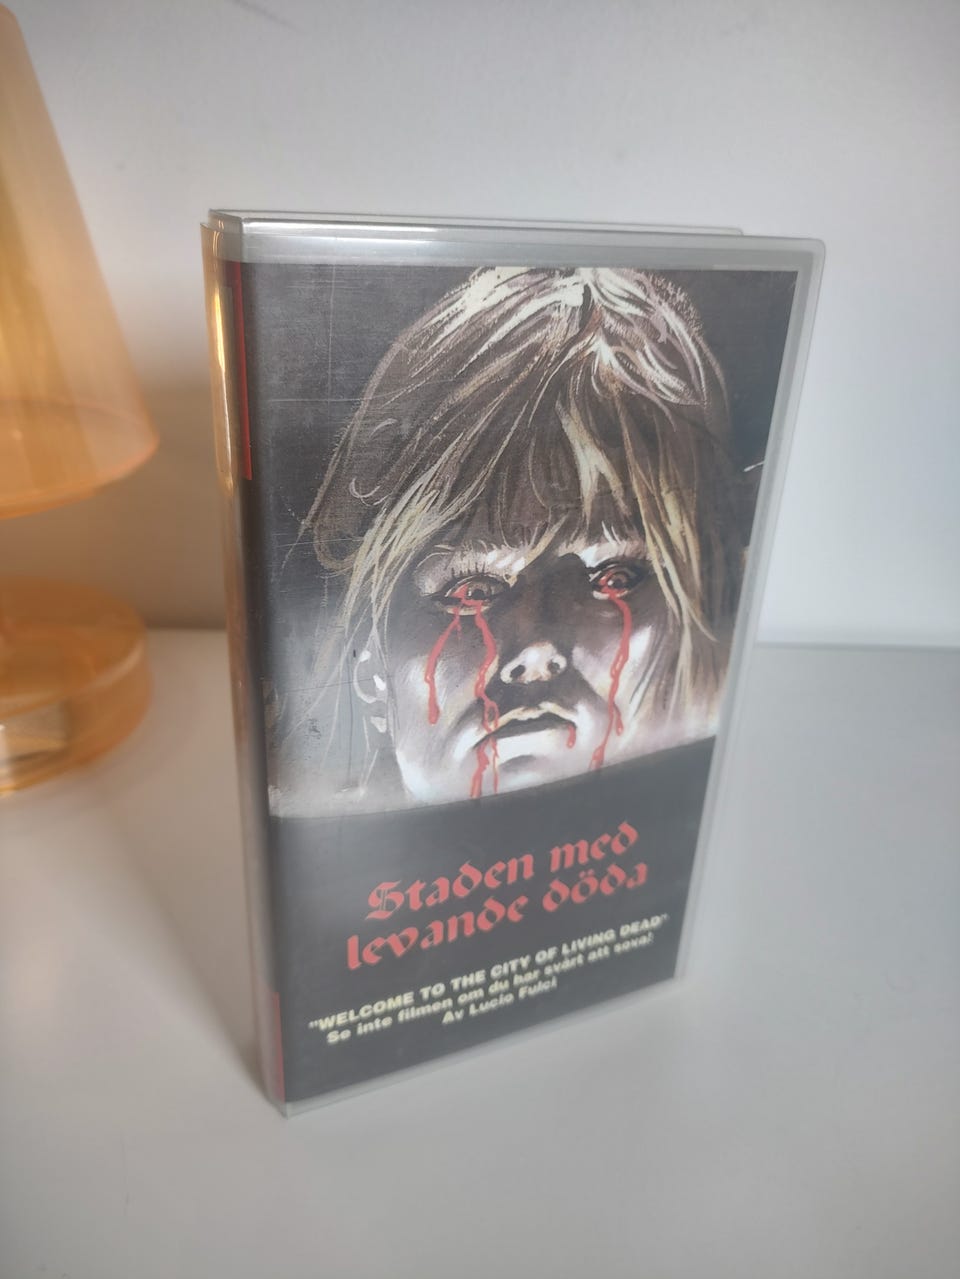 Staden med
levande döda
"WELCOME TO THE CITY OF LIVING DEAD"
Se inte filmen om du har svårt att sova!
Av Lucio Fulci